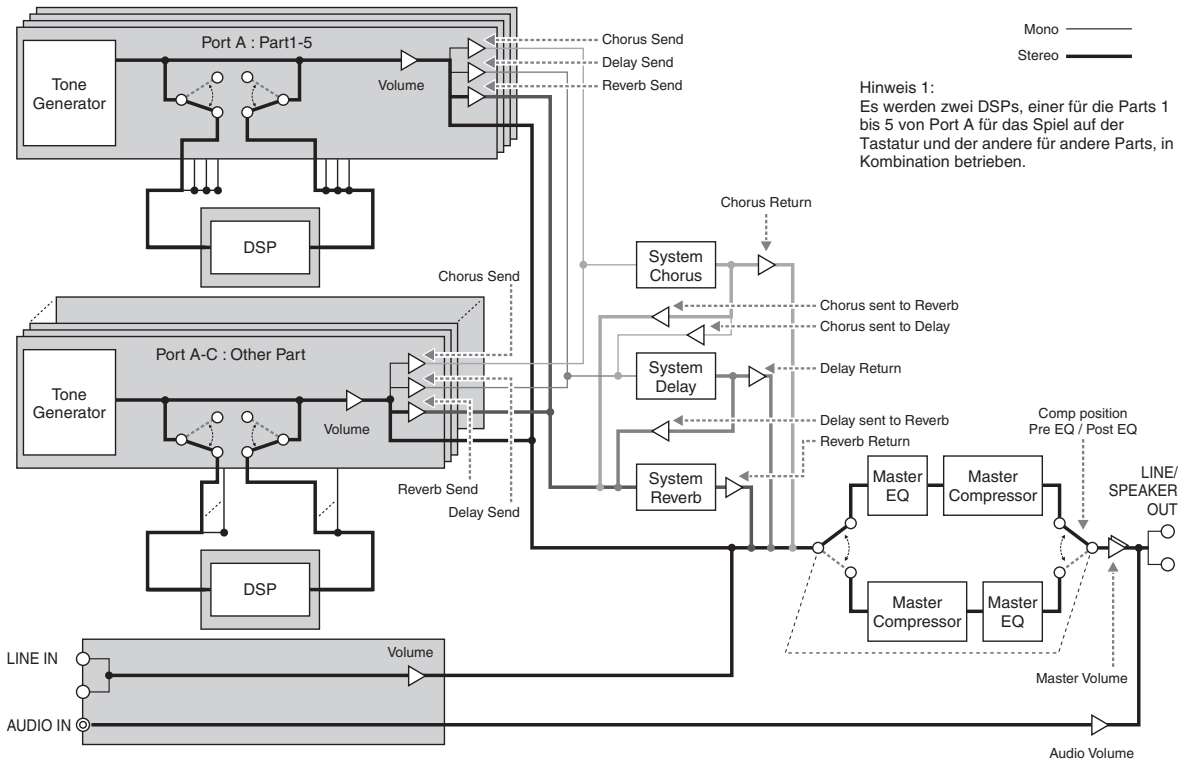 Port A : Part1-5
Tone
Generator
Volume
Chorus Send
Delay Send
Reverb Send
Mono
Stereo
Hinweis 1:
Es werden zwei DSPs, einer für die Parts 1
bis 5 von Port A für das Spiel auf der
Tastatur und der andere für andere Parts, in
Kombination betrieben.
DSP
Chorus Return
System
Chorus
Chorus Send
Chorus sent to Reverb
Chorus sent to Delay
Port A-C : Other Part
Tone
Generator
Volume
System
Delay
Delay Return
Delay sent to Reverb
Reverb Return
Comp position
Pre EQ / Post EQ
Reverb Send
Delay Send
System
Reverb
Master
EQ
Master
Compressor
LINE/
SPEAKER
OUT
DSP
Master
Compressor
Master
EQ
LINE IN
Volume
Master Volume
AUDIO IN
Audio Volume